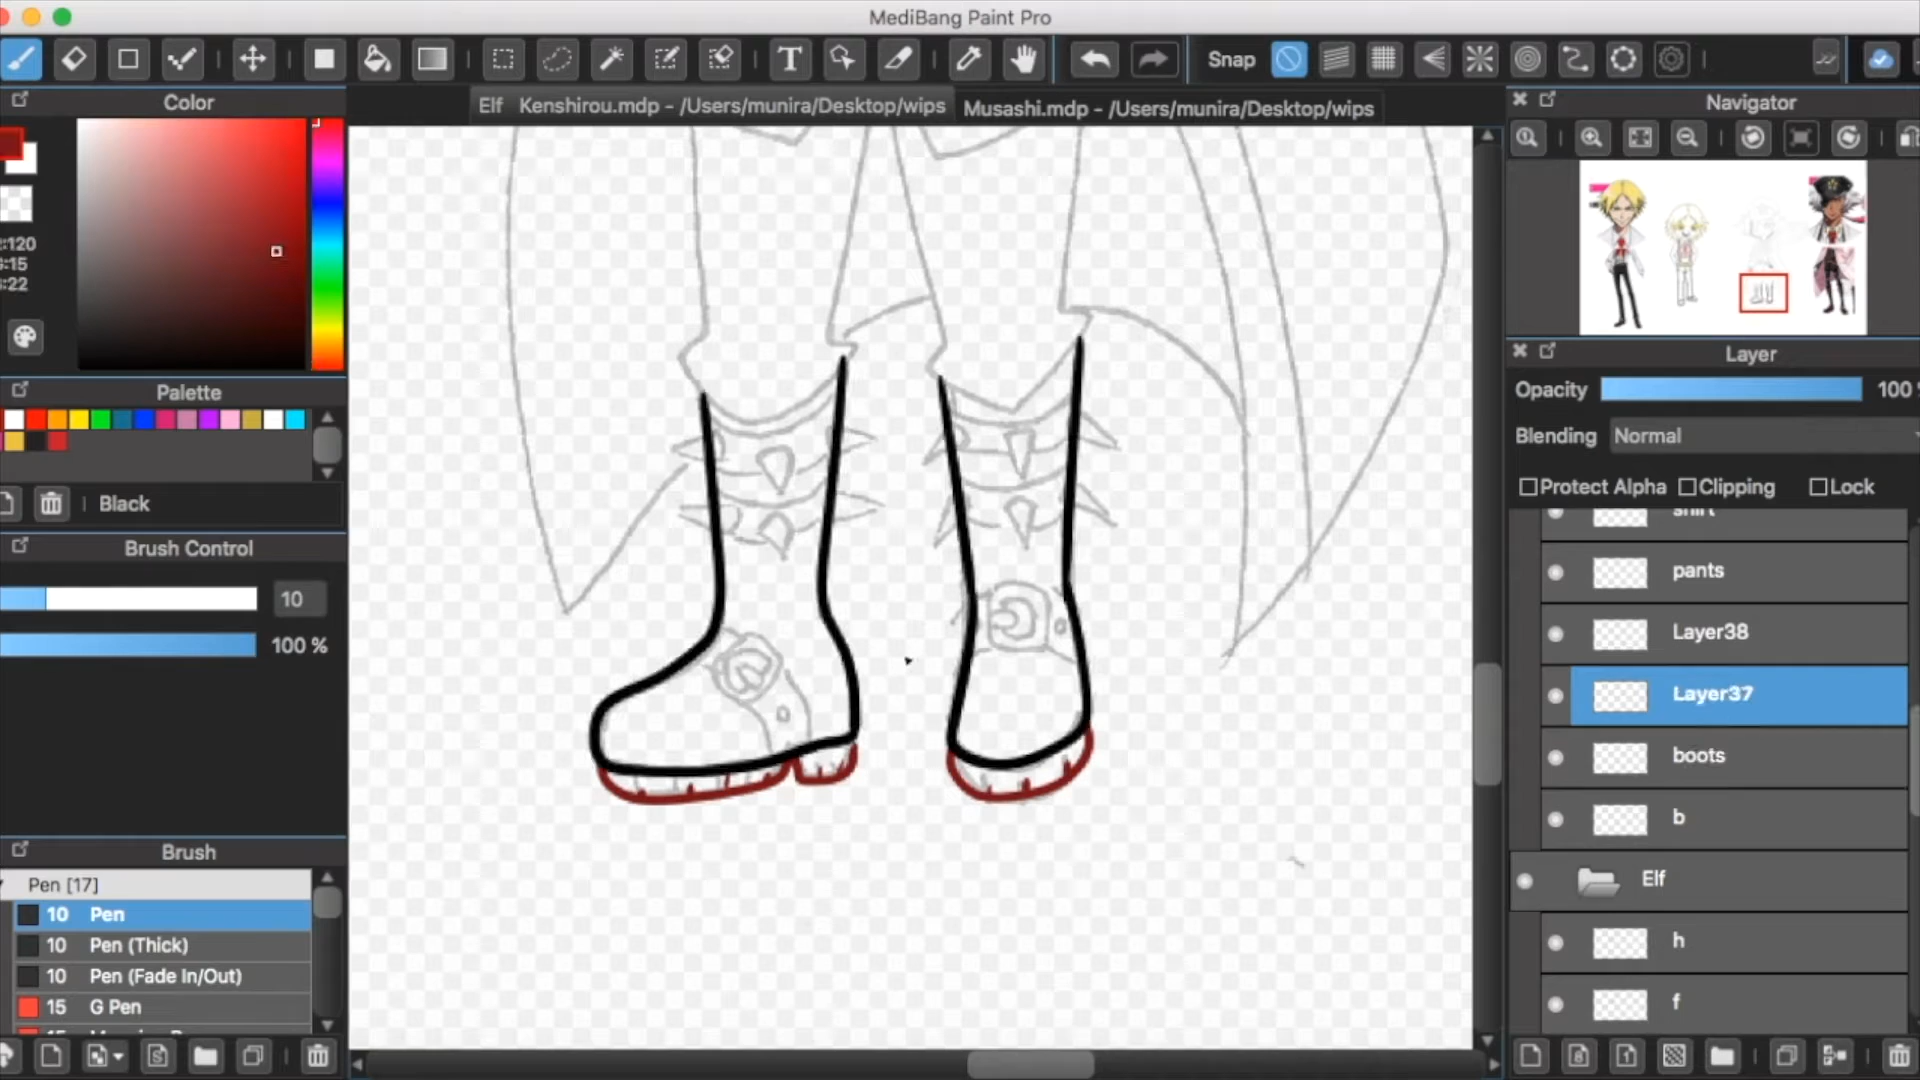 MediBang Paint Pro
Snap
Color
Elf Kenshirou.mdp - /Users/munira/Desktop/wips
Musashi.mdp - /Users/munira/Desktop/wips
Navigator
:120
:15
:22
Layer
Opacity 100
Palette
Blending Normal
Protect Alpha Clipping Lock
Black
shirt
Brush Control
pants
10
Layer38
100 %
Layer37
boots
b
Brush
Elf
Pen [17]
10 Pen
10 Pen (Thick)
h
10 Pen (Fade In/Out)
15 G Pen
f